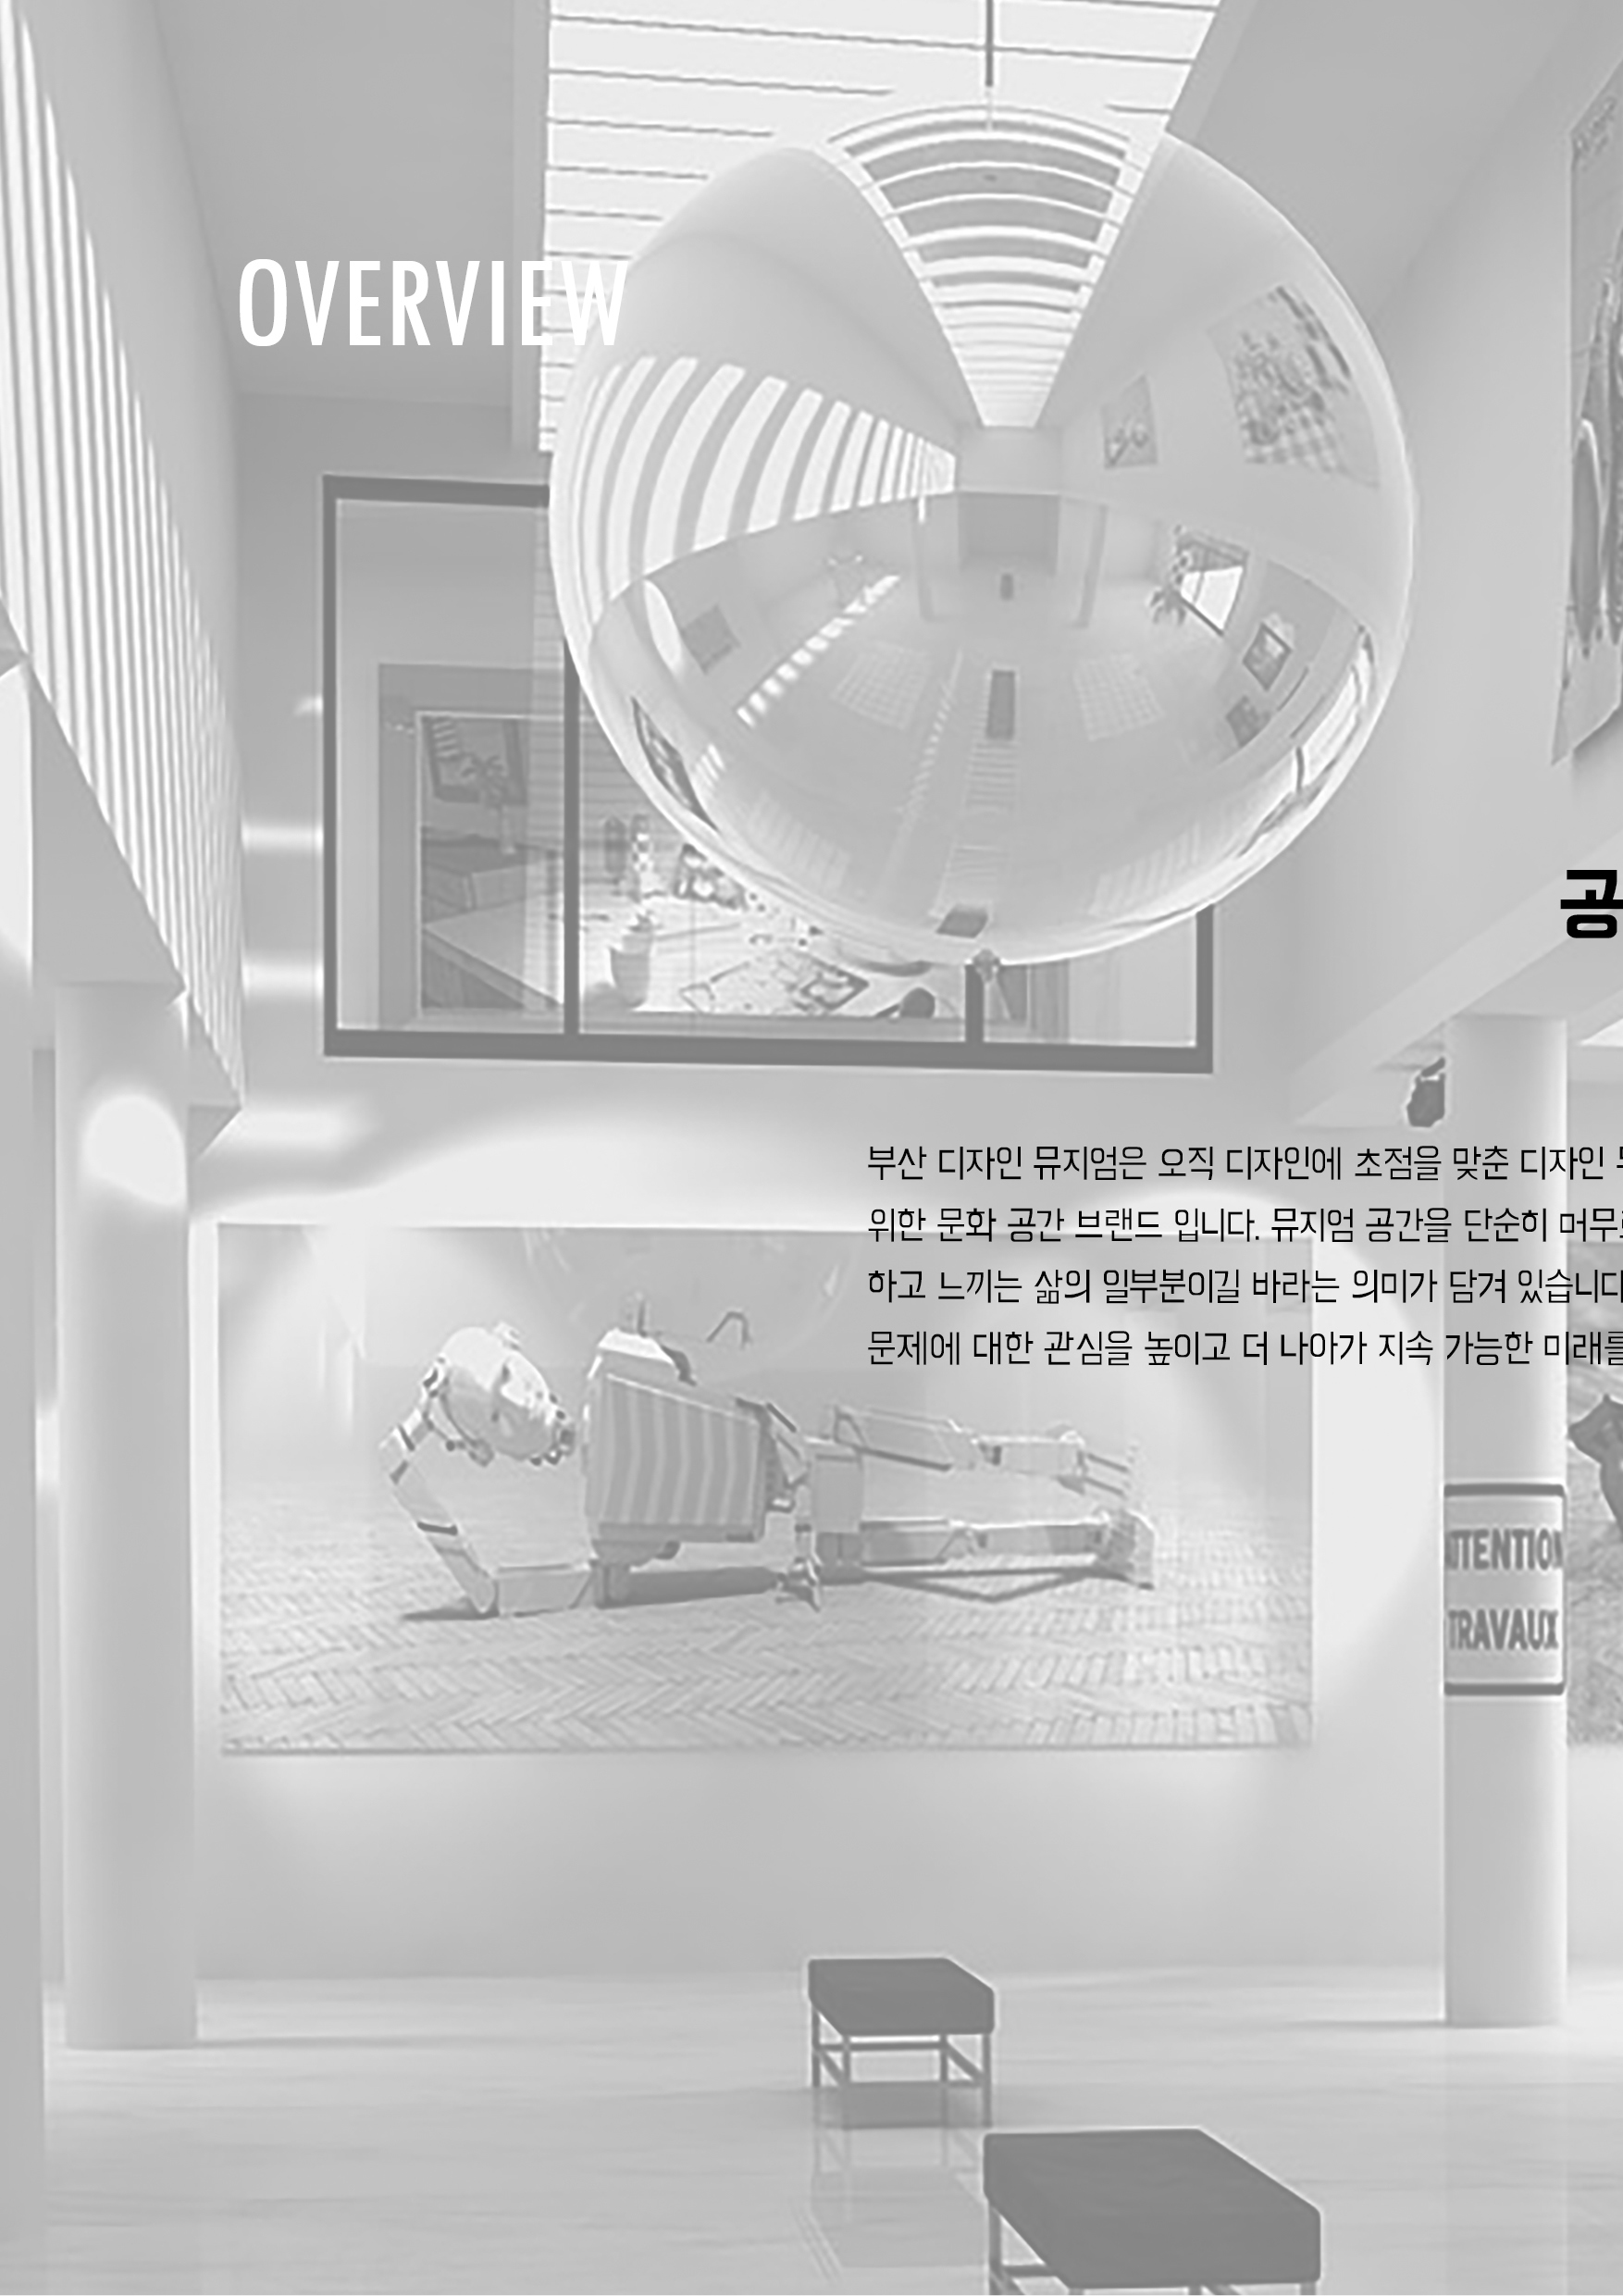 OVERVIEW
공
부산 디자인 뮤지엄은 오직 디자인에 초점을 맞춘 디자인
위한 문화 공간 브랜드 입니다. 뮤지엄 공간을 단순히 머무
하고 느끼는 삶의 일부분이길 바라는 의미가 담겨 있습니다
문제에 대한 관심을 높이고 더 나아가 지속 가능한 미래를
ATTENTION
TRAVAUX